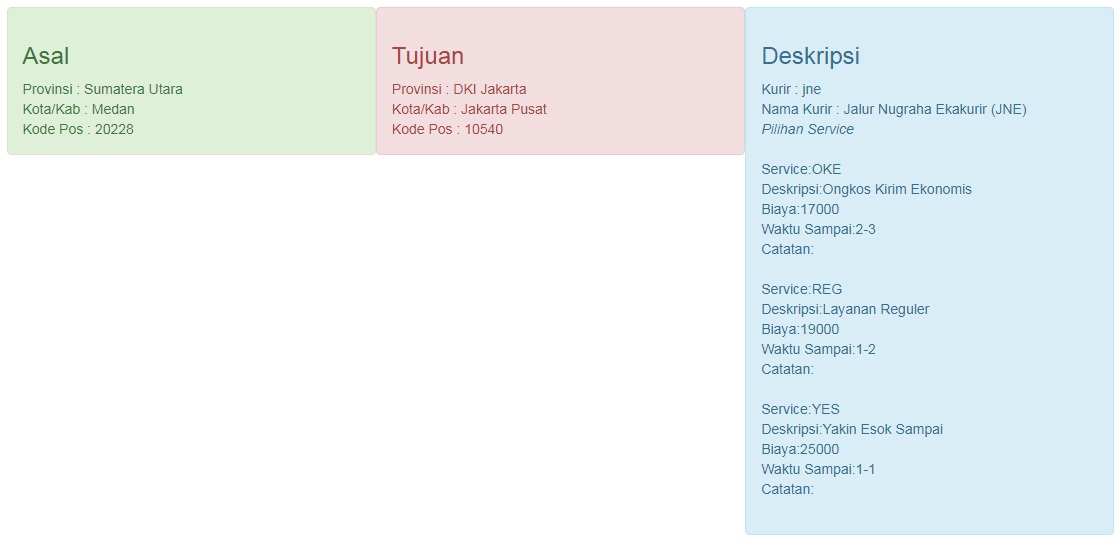 Asal
Provinsi : Sumatera Utara
Kota/Kab : Medan
Kode Pos : 20228
Tujuan
Provinsi : DKI Jakarta
Kota/Kab : Jakarta Pusat
Kode Pos : 10540
Deskripsi
Kurir : jne
Nama Kurir : Jalur Nugraha Ekakurir (JNE)
Pilihan Service
Service:OKE
Deskripsi:Ongkos Kirim Ekonomis
Biaya:17000
Waktu Sampai:2-3
Catatan:
Service:REG
Deskripsi:Layanan Reguler
Biaya:19000
Waktu Sampai:1-2
Catatan:
Service:YES
Deskripsi:Yakin Esok Sampai
Biaya:25000
Waktu Sampai:1-1
Catatan: